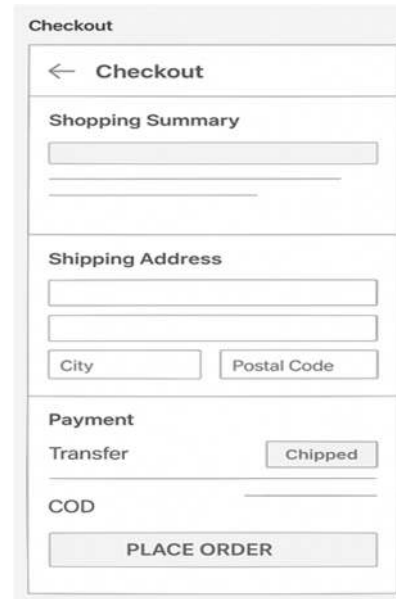 Checkout
← Checkout
Shopping Summary
Shipping Address
City Postal Code
Payment
Transfer Chipped
COD
PLACE ORDER